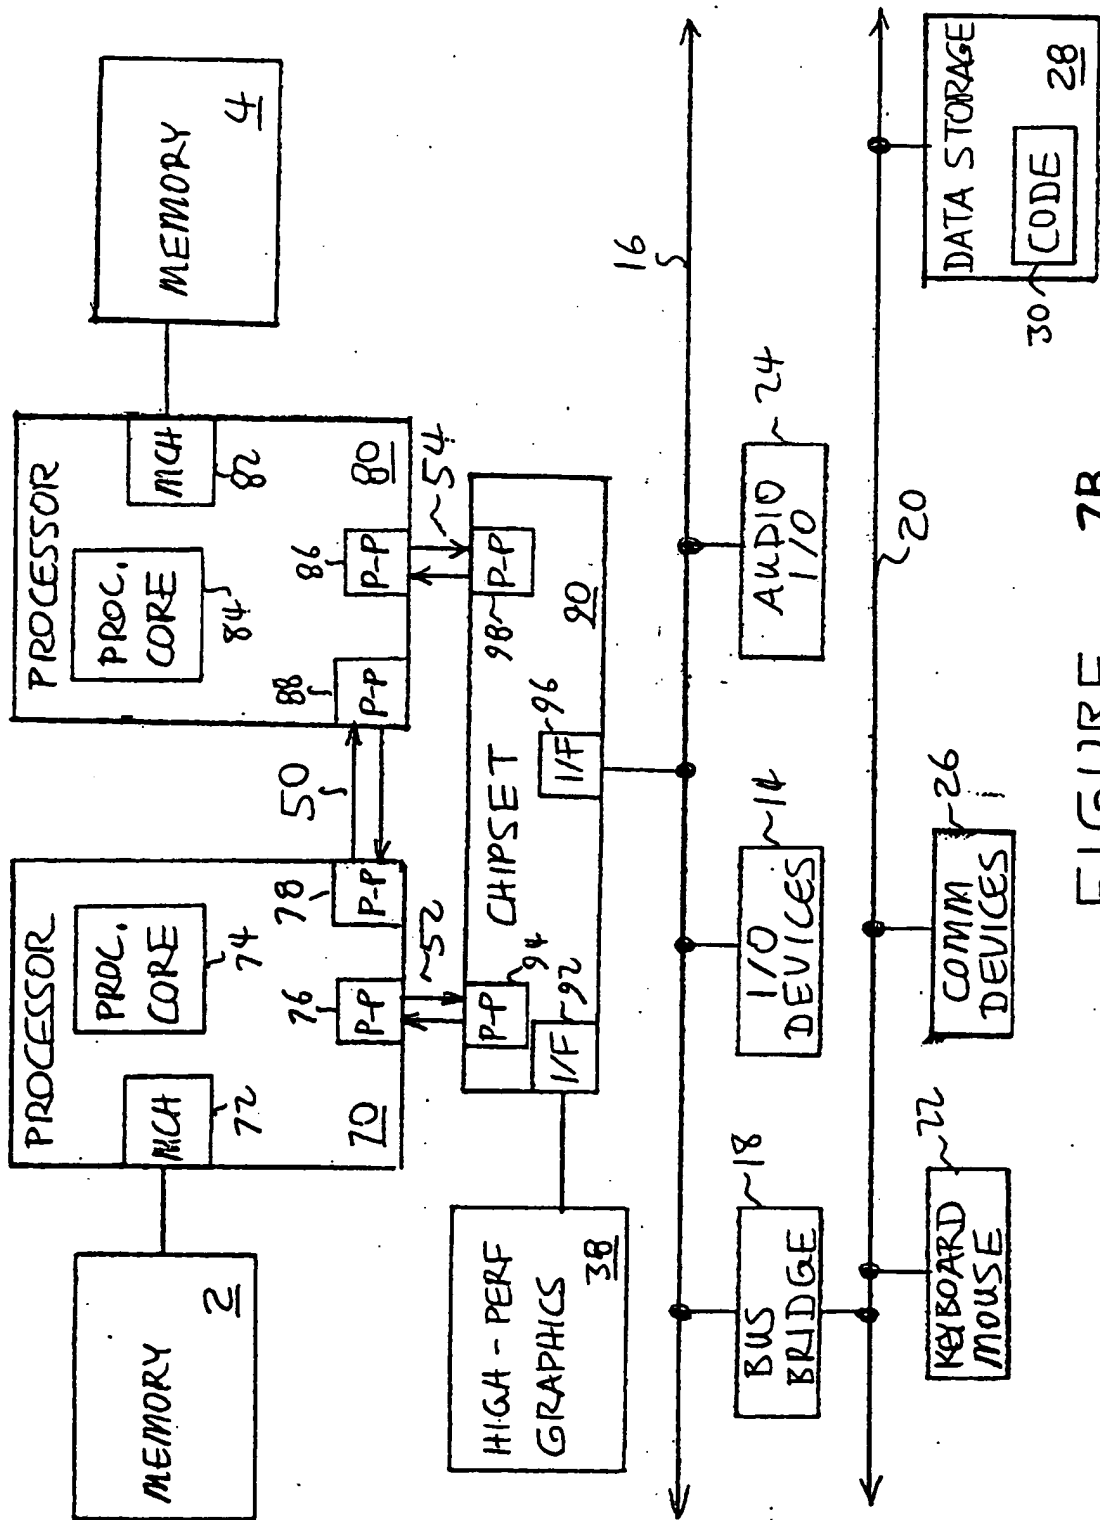 MEMORY
2
PROCESSOR
MCH
72
PROC.
CORE
74
70
P-P
76
P-P
78
50
52
PROCESSOR
PROC.
CORE
84
MCH
82
80
88
P-P
86
P-P
54
MEMORY
4
HIGH-PERF
GRAPHICS
38
CHIPSET
P-P
94
I/F
92
I/F
96
98
P-P
90
16
BUS
BRIDGE
18
I/O
DEVICES
14
AUDIO
I/O
24
20
KEYBOARD
MOUSE
22
COMM
DEVICES
26
DATA STORAGE
30
CODE
28
FIGURE 7B